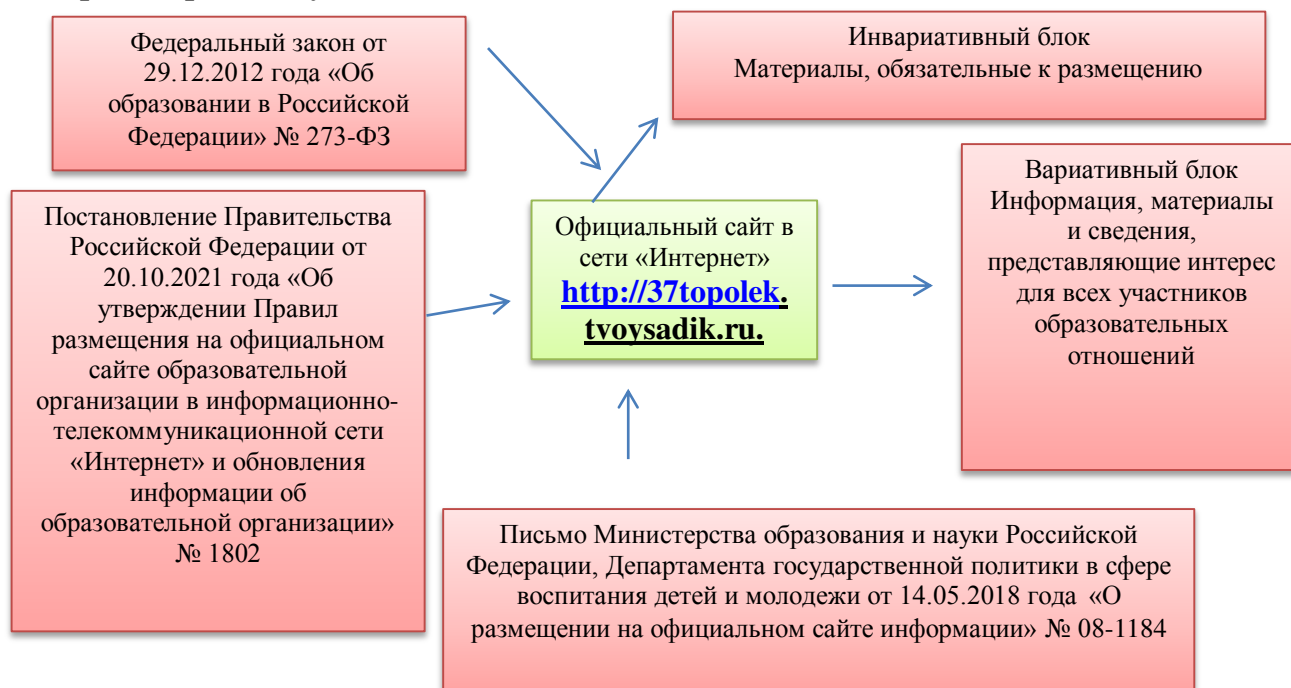 Федеральный закон от
29.12.2012 года «Об
образовании в Российской
Федерации» № 273-ФЗ
Инвариативный блок
Материалы, обязательные к размещению
Постановление Правительства
Российской Федерации от
20.10.2021 года «Об
утверждении Правил
размещения на официальном
сайте образовательной
организации в информационно-
телекоммуникационной сети
«Интернет» и обновления
информации об
образовательной организации»
№ 1802
Официальный сайт в
сети «Интернет»
http://37topolek.
tvoysadik.ru.
Вариативный блок
Информация, материалы
и сведения,
представляющие интерес
для всех участников
образовательных
отношений
Письмо Министерства образования и науки Российской
Федерации, Департамента государственной политики в сфере
воспитания детей и молодежи от 14.05.2018 года «О
размещении на официальном сайте информации» № 08-1184